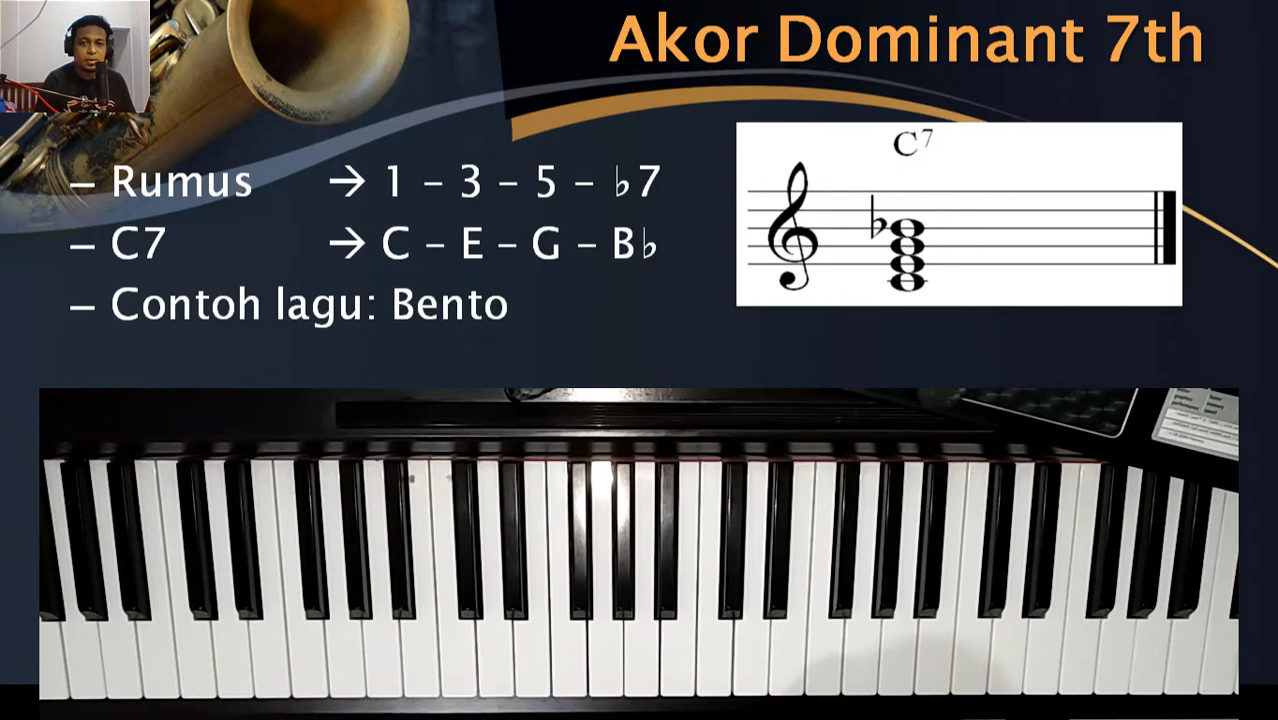 Akor Dominant 7th
– Rumus → 1 – 3 – 5 – ♭7
– C7 → C – E – G – B♭
– Contoh lagu: Bento
C7